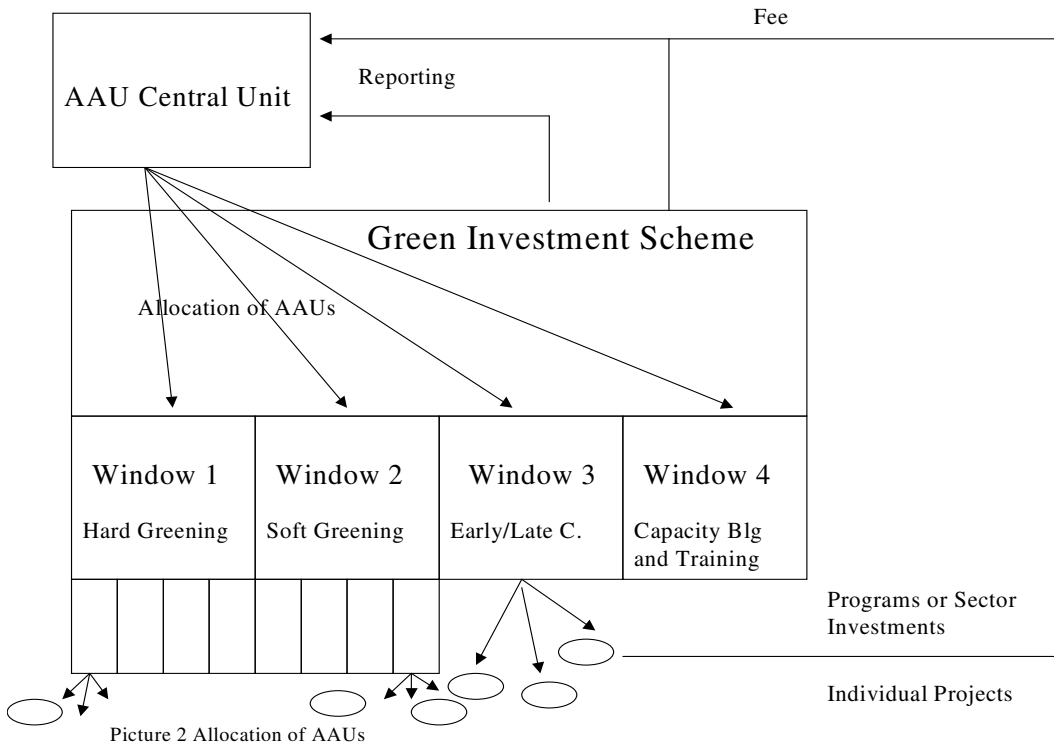 Fee
Reporting
AAU Central Unit
Green Investment Scheme
Allocation of AAUs
Window 1
Hard Greening
Window 2
Soft Greening
Window 3
Early/Late C.
Window 4
Capacity Blg
and Training
Programs or Sector
Investments
Individual Projects
Picture 2 Allocation of AAUs